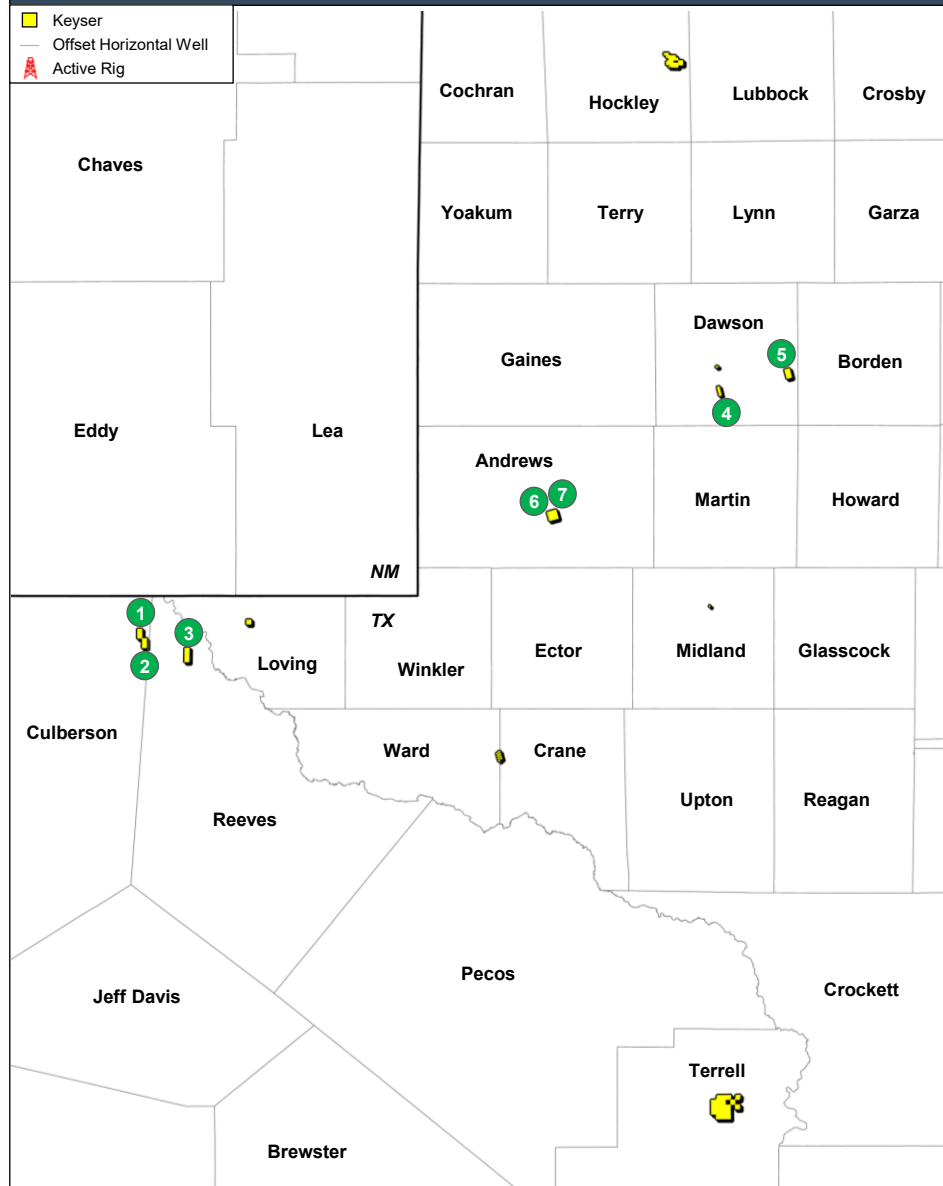 Keyser
Offset Horizontal Well
Active Rig
Cochran
Hockley
Lubbock
Crosby
Chaves
Yoakum
Terry
Lynn
Garza
Dawson
5
Gaines
Borden
4
Eddy
Lea
Andrews
6
7
Martin
Howard
NM
1
TX
3
2
Loving
Winkler
Ector
Midland
Glasscock
Culberson
Ward
Crane
Reeves
Upton
Reagan
Pecos
Jeff Davis
Crockett
Terrell
Brewster